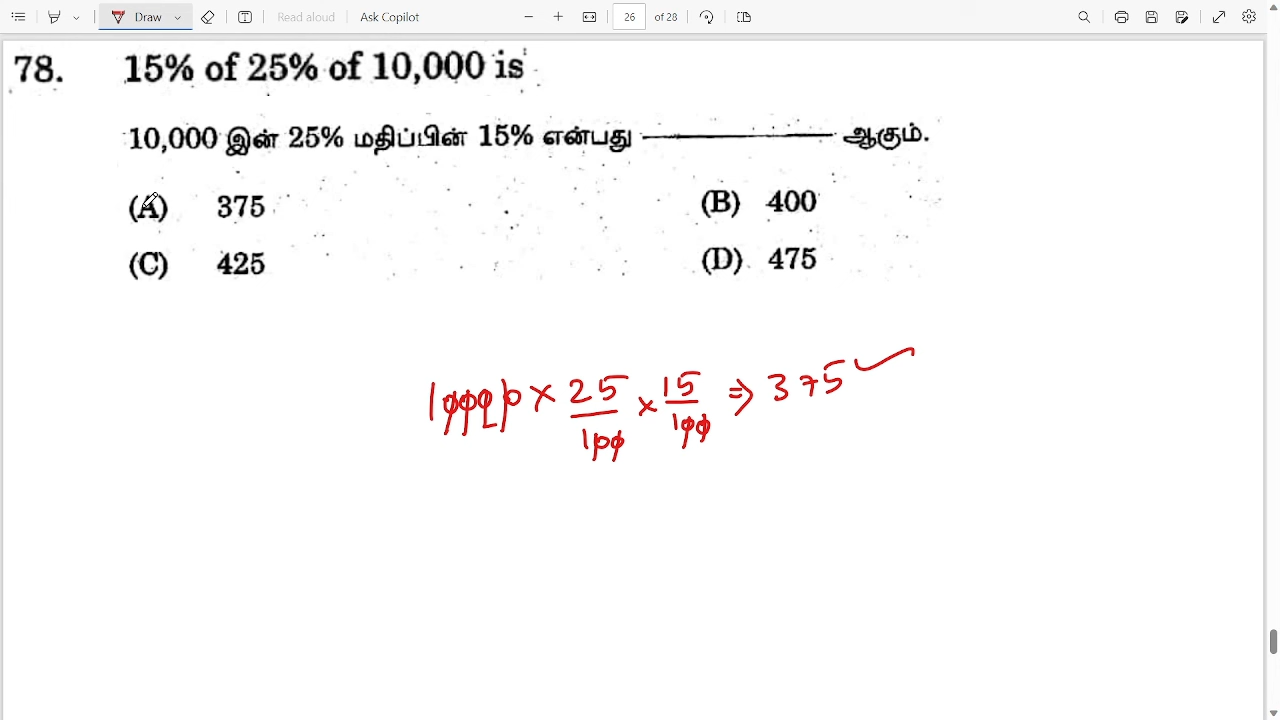 Draw
Read aloud
Ask Copilot
26
of 28
78. 15% of 25% of 10,000 is
10,000 இன் 25% மதிப்பின் 15% என்பது ———— ஆகும்.
(A) 375 (B) 400
(C) 425 (D) 475
10000 × 25/100 × 15/100 ⇒ 375 ✓